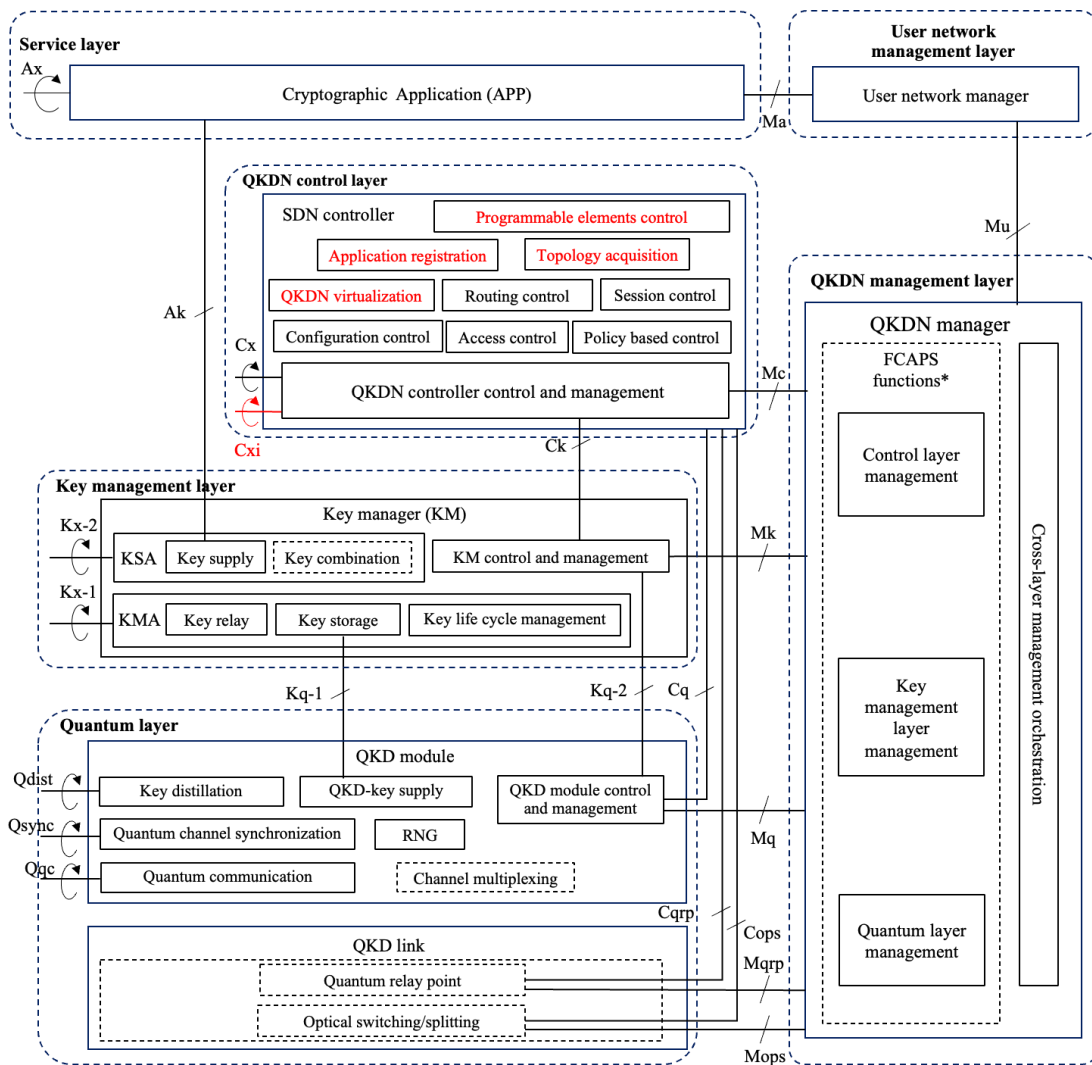 Service layer
Ax
Cryptographic Application (APP)
Ma
User network
management layer
User network manager
Mu
Ak
QKDN control layer
SDN controller
Programmable elements control
Application registration
Topology acquisition
QKDN virtualization
Routing control
Session control
Configuration control
Access control
Policy based control
Cx
QKDN controller control and management
Cxi
Mc
Ck
QKDN management layer
QKDN manager
FCAPS
functions*
Control layer
management
Key
management
layer
management
Quantum layer
management
Cross-layer management orchestration
Key management layer
Key manager (KM)
Kx-2
KSA
Key supply
Key combination
KM control and management
Mk
Kx-1
KMA
Key relay
Key storage
Key life cycle management
Kq-1
Kq-2
Cq
Quantum layer
QKD module
Qdist
Key distillation
QKD-key supply
QKD module control
and management
Mq
Qsync
Quantum channel synchronization
RNG
Qqc
Quantum communication
Channel multiplexing
Cqrp
Cops
Mqrp
QKD link
Quantum relay point
Optical switching/splitting
Mops